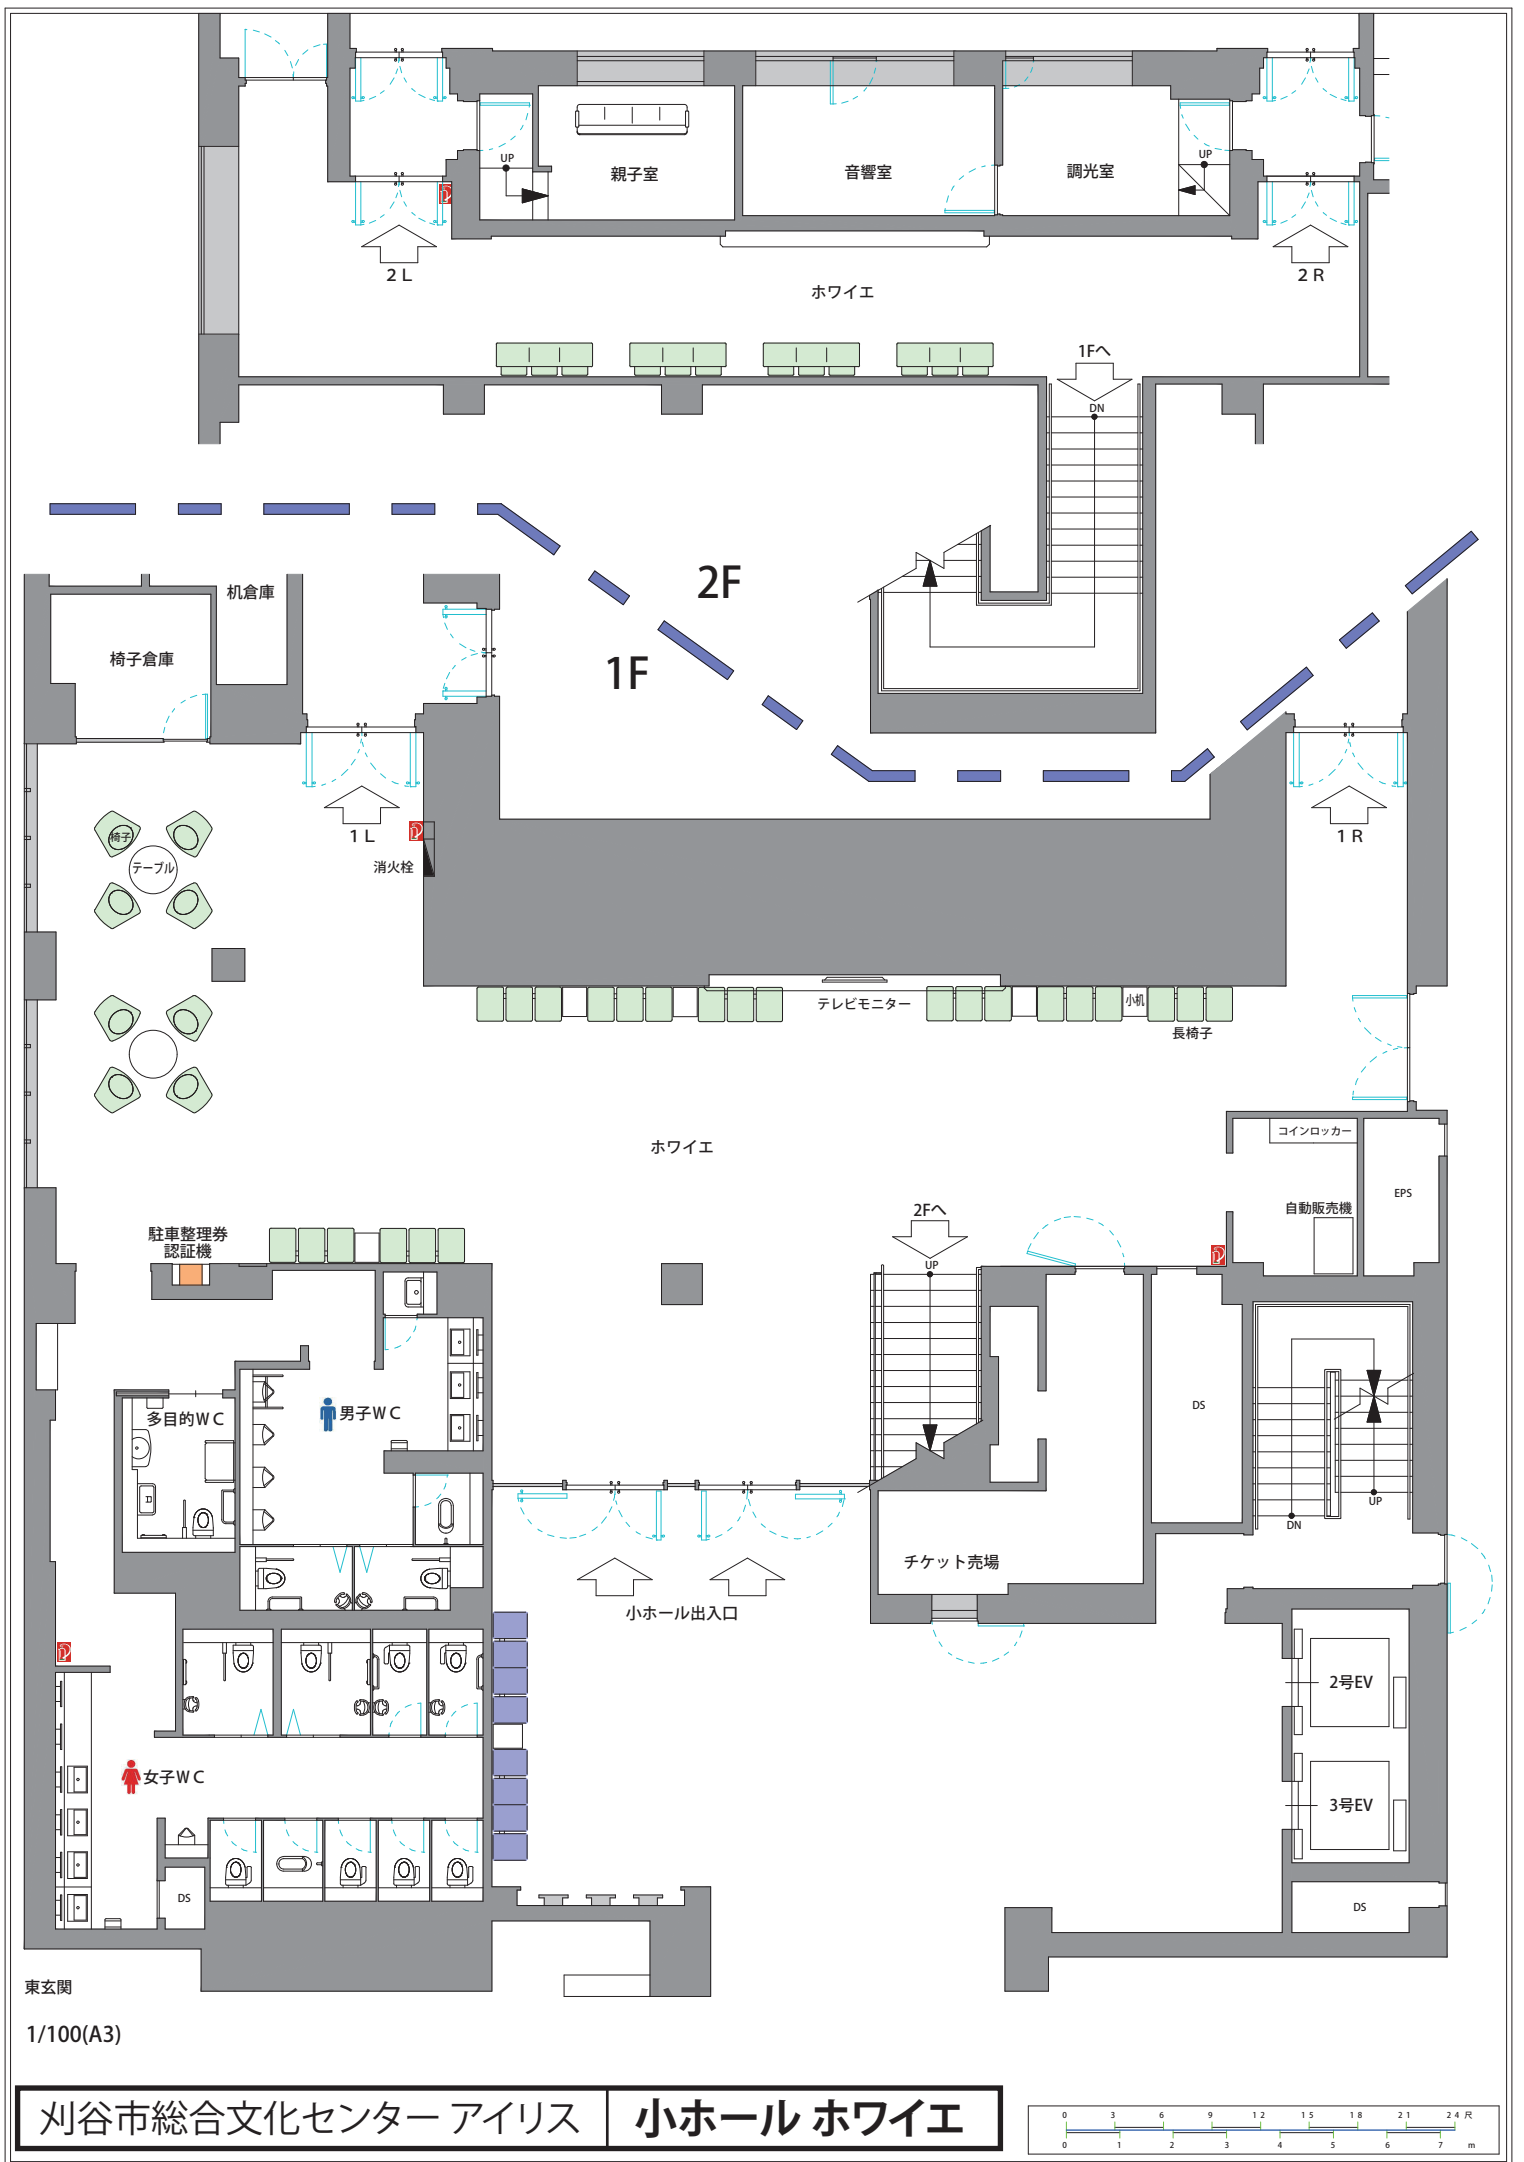 UP
親子室
音響室
調光室
UP
2 L
2 R
ホワイエ
1Fへ
DN
2F
1F
机倉庫
椅子倉庫
1 L
1 R
椅子
テーブル
消火栓
テレビモニター
小机
長椅子
ホワイエ
コインロッカー
EPS
自動販売機
駐車整理券
認証機
2Fへ
UP
多目的ＷＣ
男子ＷＣ
DS
UP
DN
チケット売場
小ホール出入口
2号EV
女子ＷＣ
3号EV
DS
DS
東玄関
1/100(A3)
刈谷市総合文化センター アイリス
小ホール ホワイエ
0 3 6 9 12 15 18 21 24 尺
0 1 2 3 4 5 6 7 m